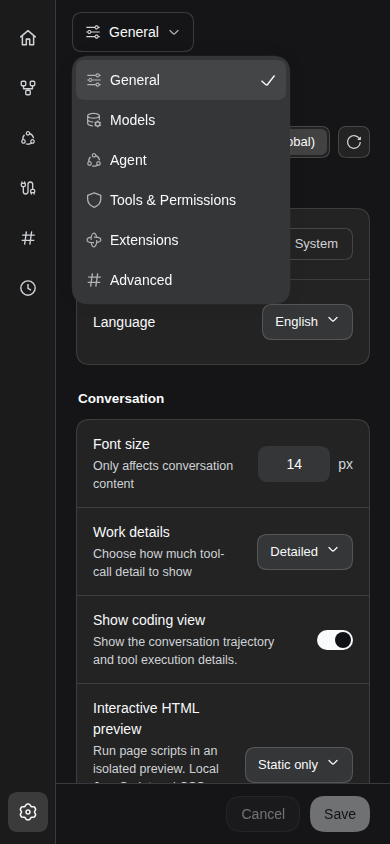 General
General
Models
Agent
Tools & Permissions
Extensions
Advanced
System
Language
English
Conversation
Font size
Only affects conversation
content
14
px
Work details
Choose how much tool-
call detail to show
Detailed
Show coding view
Show the conversation trajectory
and tool execution details.
Interactive HTML
preview
Run page scripts in an
isolated preview. Local
Static only
Cancel
Save